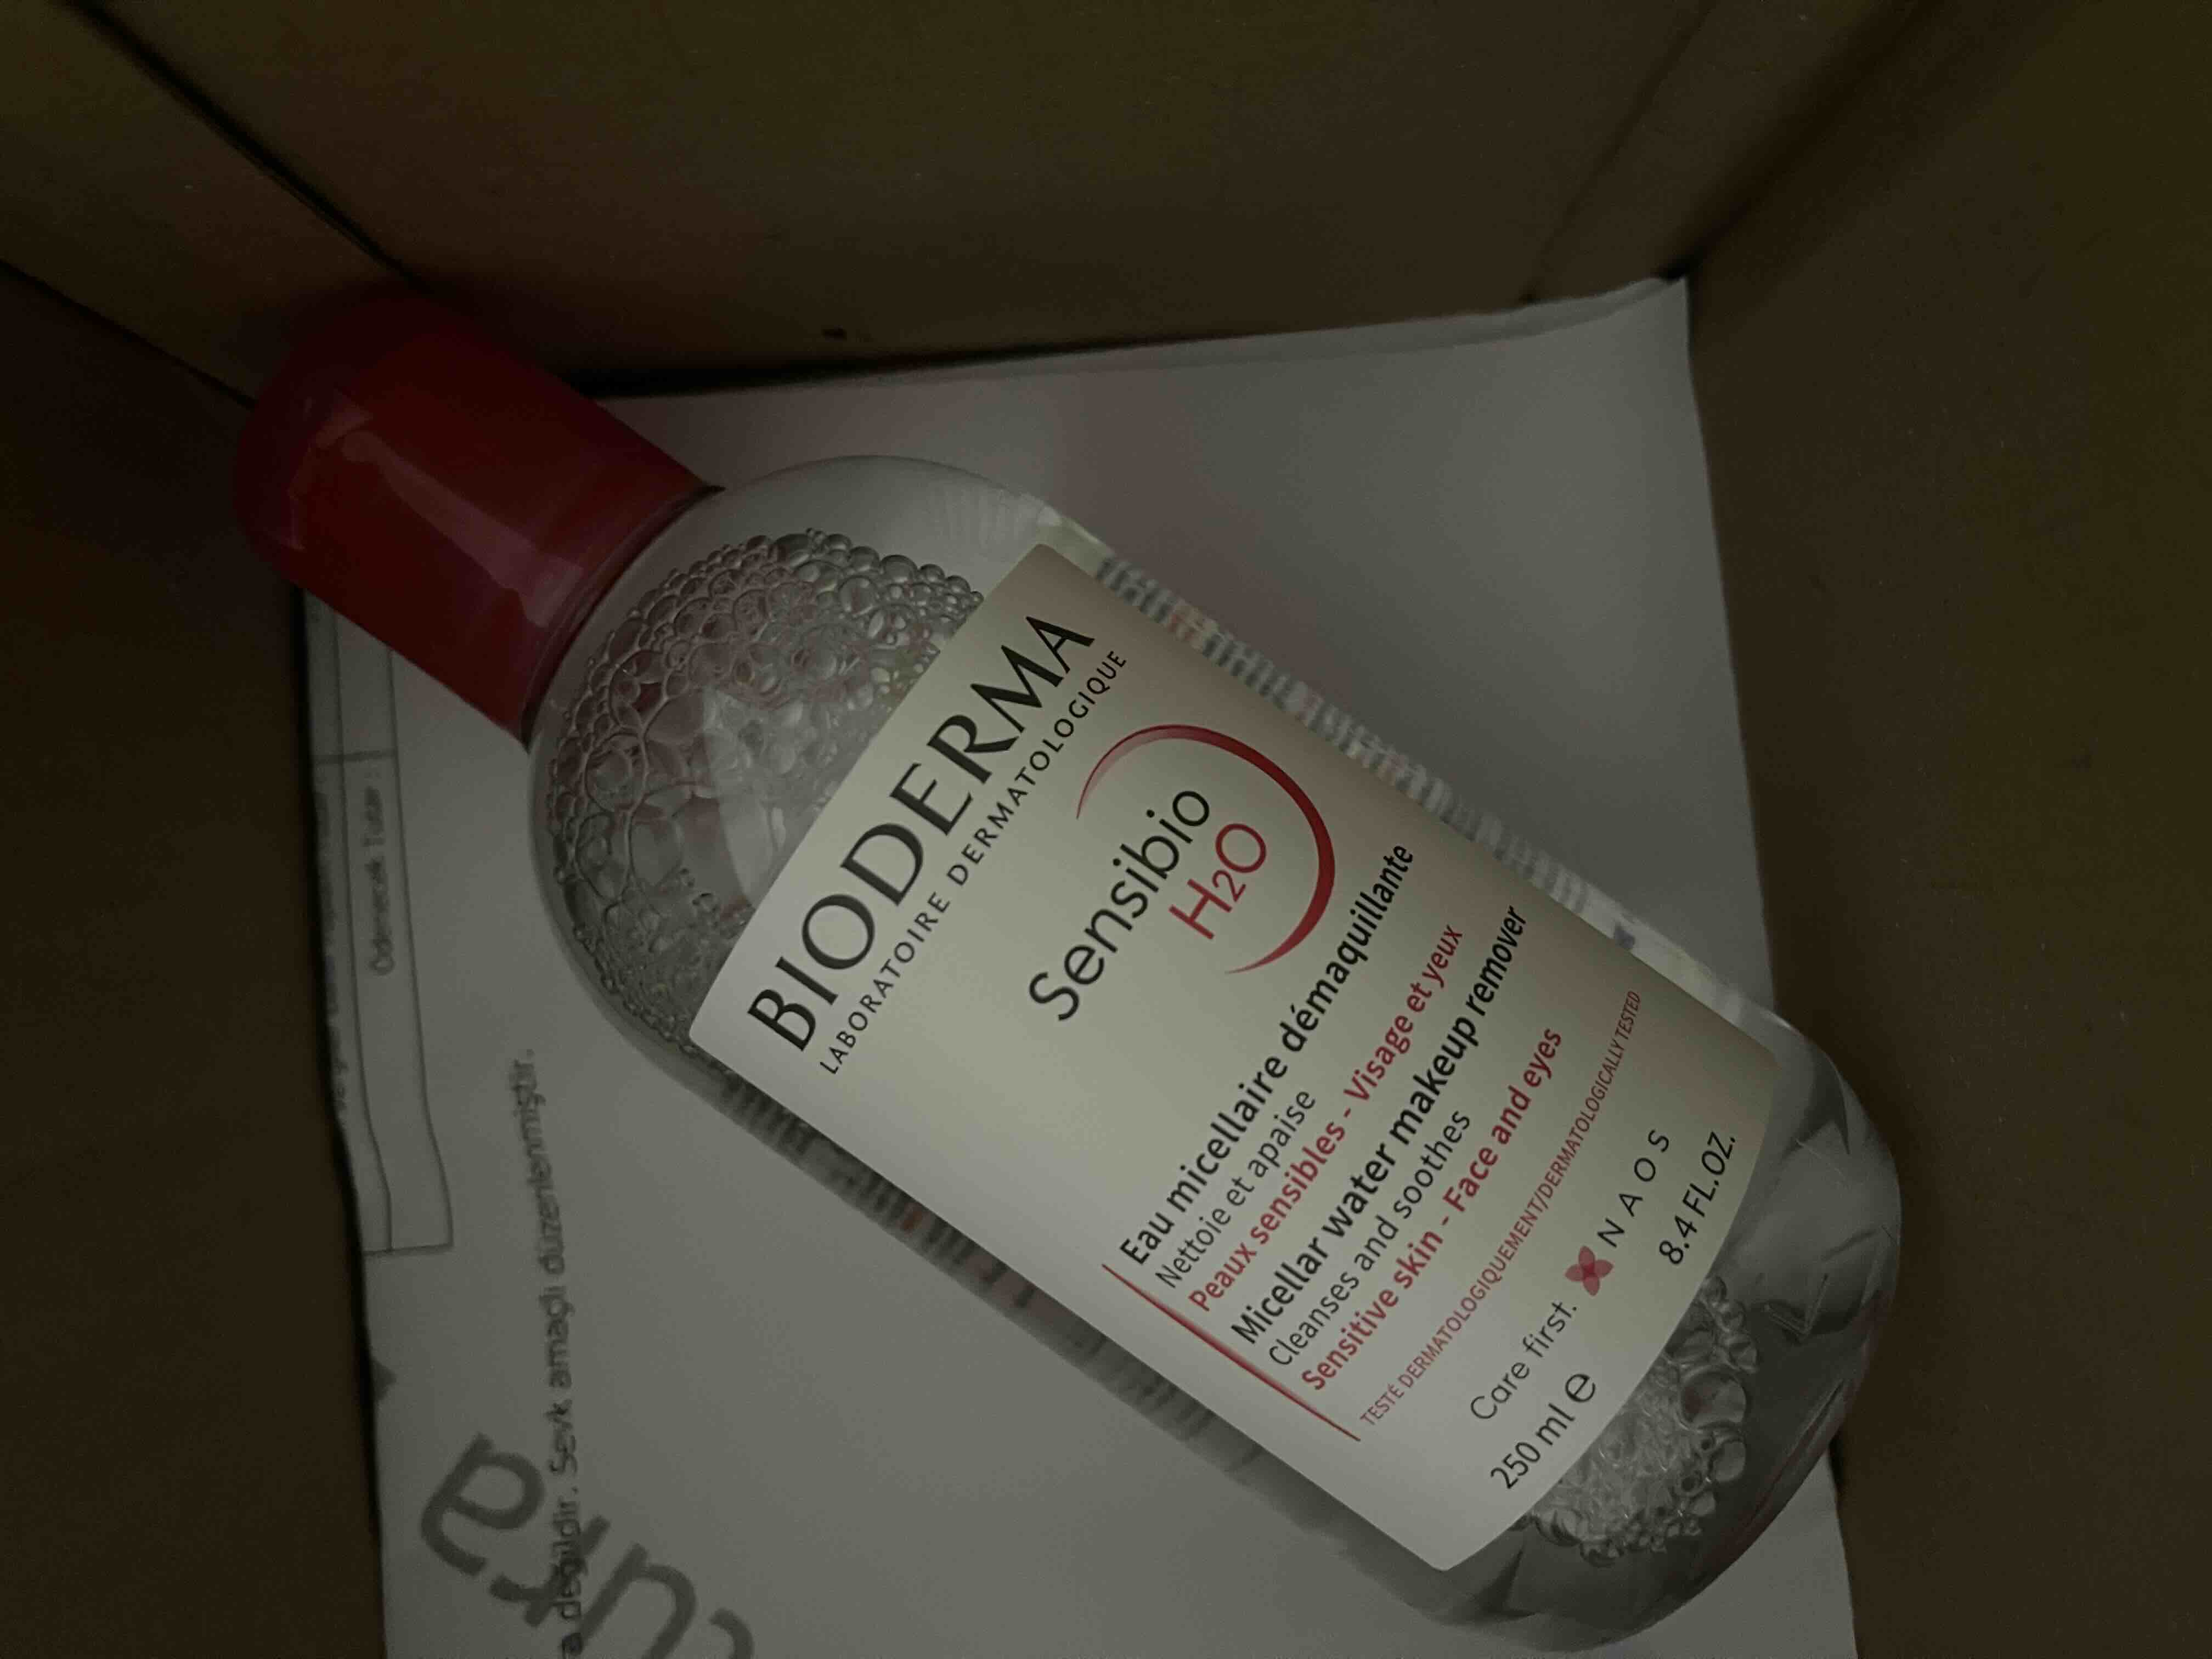 BIODERMA
LABORATOIRE DERMATOLOGIQUE
Sensibio
H2O
Eau micellaire démaquillante
Nettoie et apaise
Peaux sensibles - Visage et yeux
Micellar water makeup remover
Cleanses and soothes
Sensitive skin - Face and eyes
TESTÉ DERMATOLOGIQUEMENT/DERMATOLOGICALLY TESTED
Care first. NAOS
250 ml e 8.4 FL.OZ.
Ödenecek Tutar :
a değildir. Sevk amaçlı düzenlenmiştir.